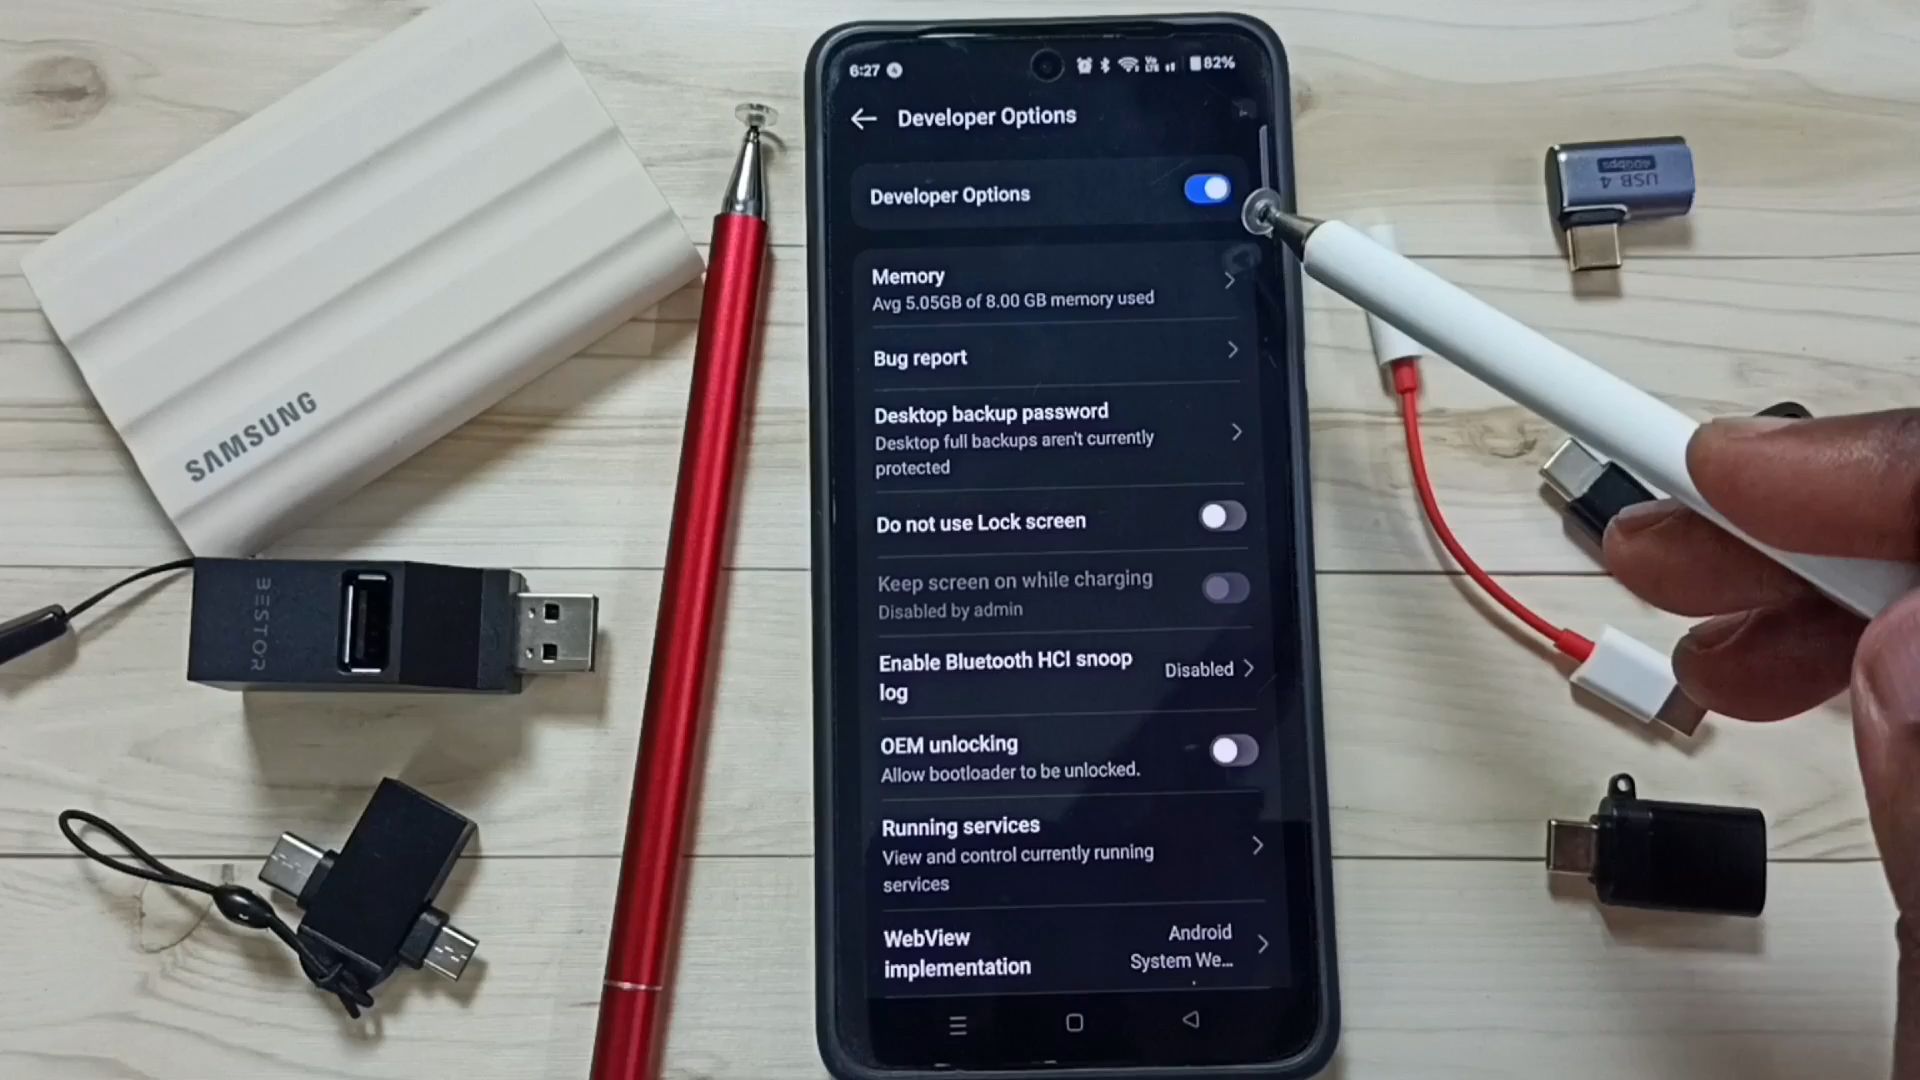 6:27
82%
Developer Options
Developer Options
Memory
Avg 5.05GB of 8.00 GB memory used
Bug report
Desktop backup password
Desktop full backups aren't currently
protected
Do not use Lock screen
Keep screen on while charging
Disabled by admin
Enable Bluetooth HCI snoop
log
Disabled
OEM unlocking
Allow bootloader to be unlocked.
Running services
View and control currently running
services
WebView
implementation
Android
System We...
SAMSUNG
BESTOR
USB 4
40Gbps